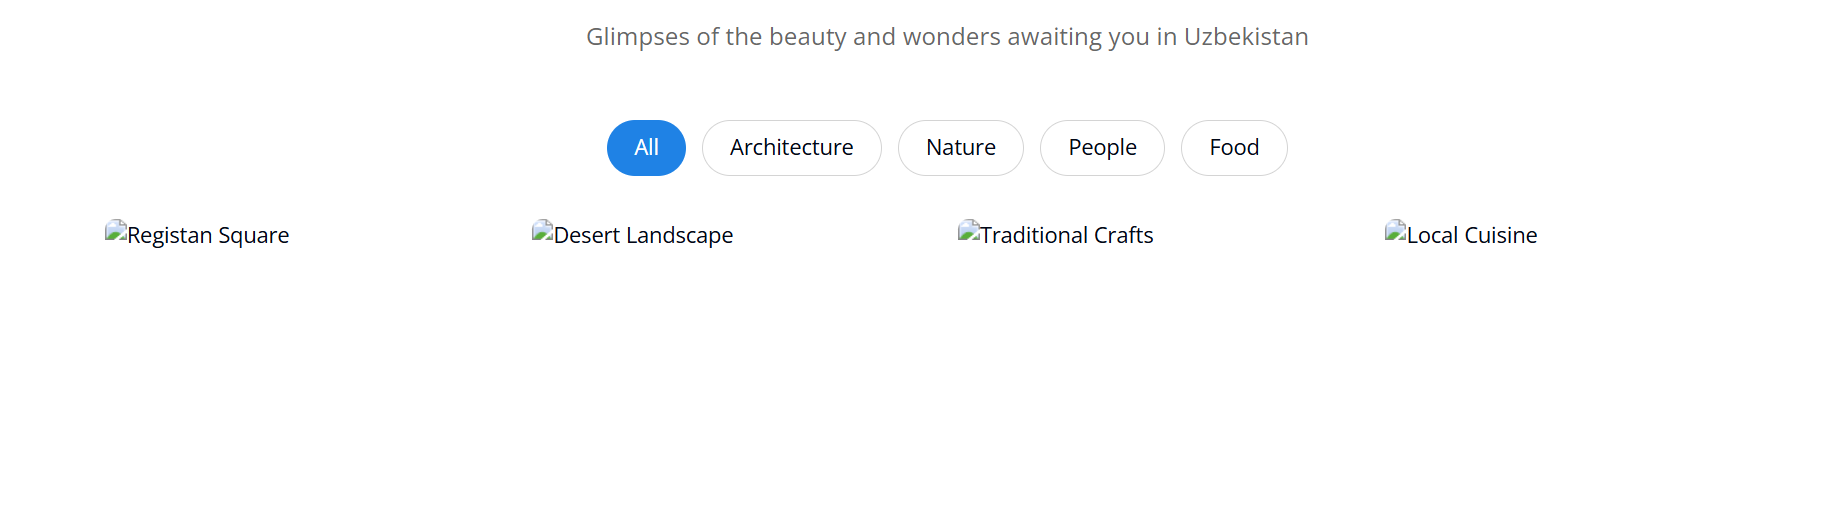 Glimpses of the beauty and wonders awaiting you in Uzbekistan
All Architecture Nature People Food
Registan Square Desert Landscape Traditional Crafts Local Cuisine